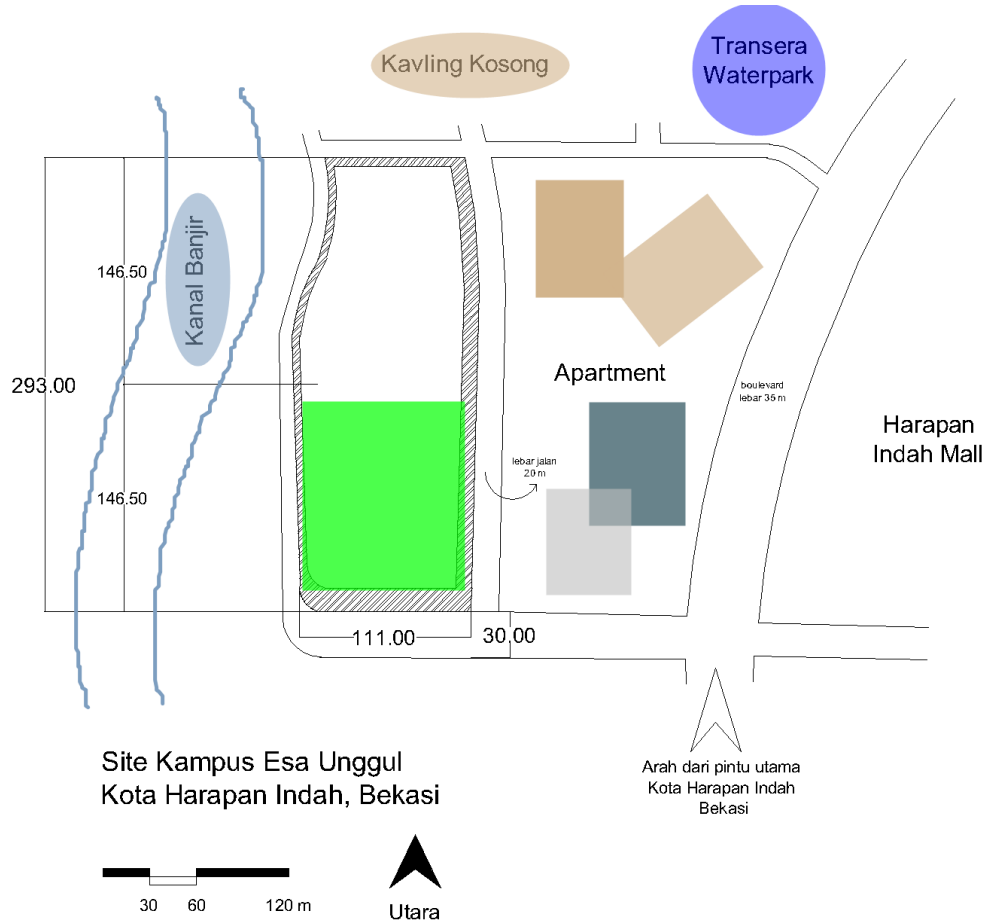 Kavling Kosong
Transera
Waterpark
Kanal Banjir
146.50
293.00
146.50
Apartment
boulevard
lebar 35 m
Harapan
Indah Mall
lebar jalan
20 m
111.00
30.00
Site Kampus Esa Unggul
Kota Harapan Indah, Bekasi
Arah dari pintu utama
Kota Harapan Indah
Bekasi
30 60 120 m
Utara